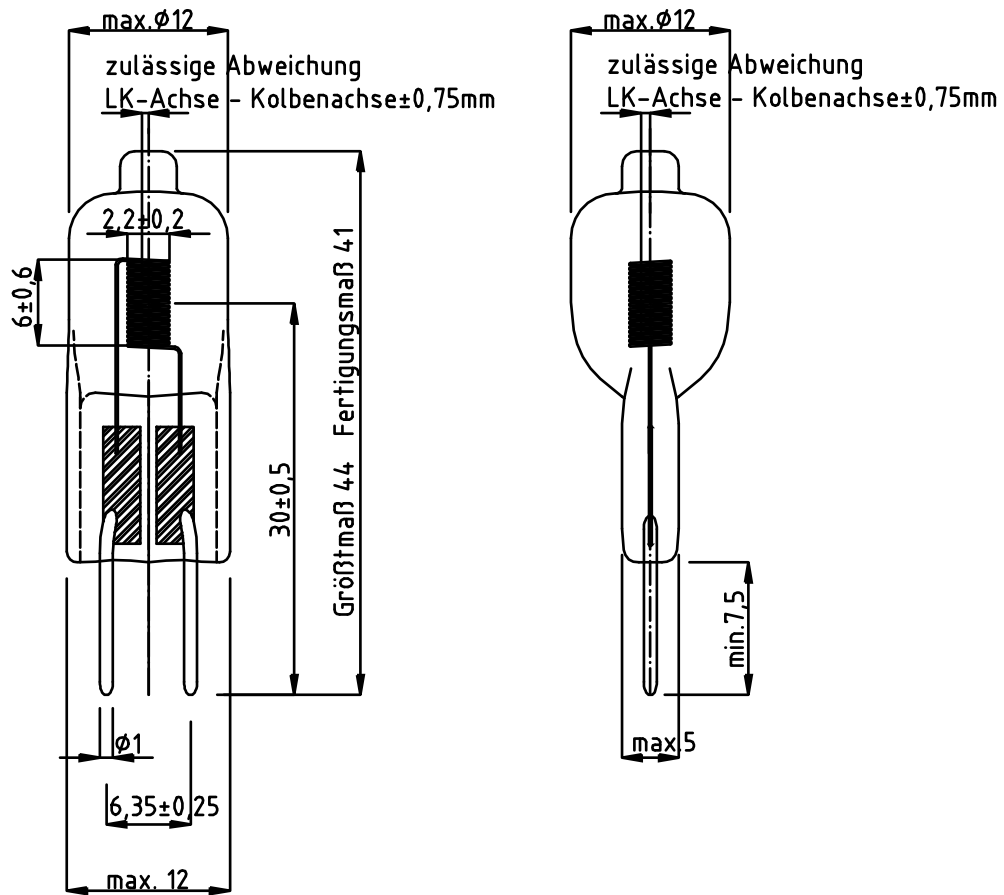 max.Ø12
zulässige Abweichung
LK-Achse - Kolbenachse±0,75mm
2,2±0,2
6±0,6
30±0,5
Größtmaß 44 Fertigungsmaß 41
Ø1
6,35±0,25
max. 12
max.Ø12
zulässige Abweichung
LK-Achse - Kolbenachse±0,75mm
min.7,5
max.5